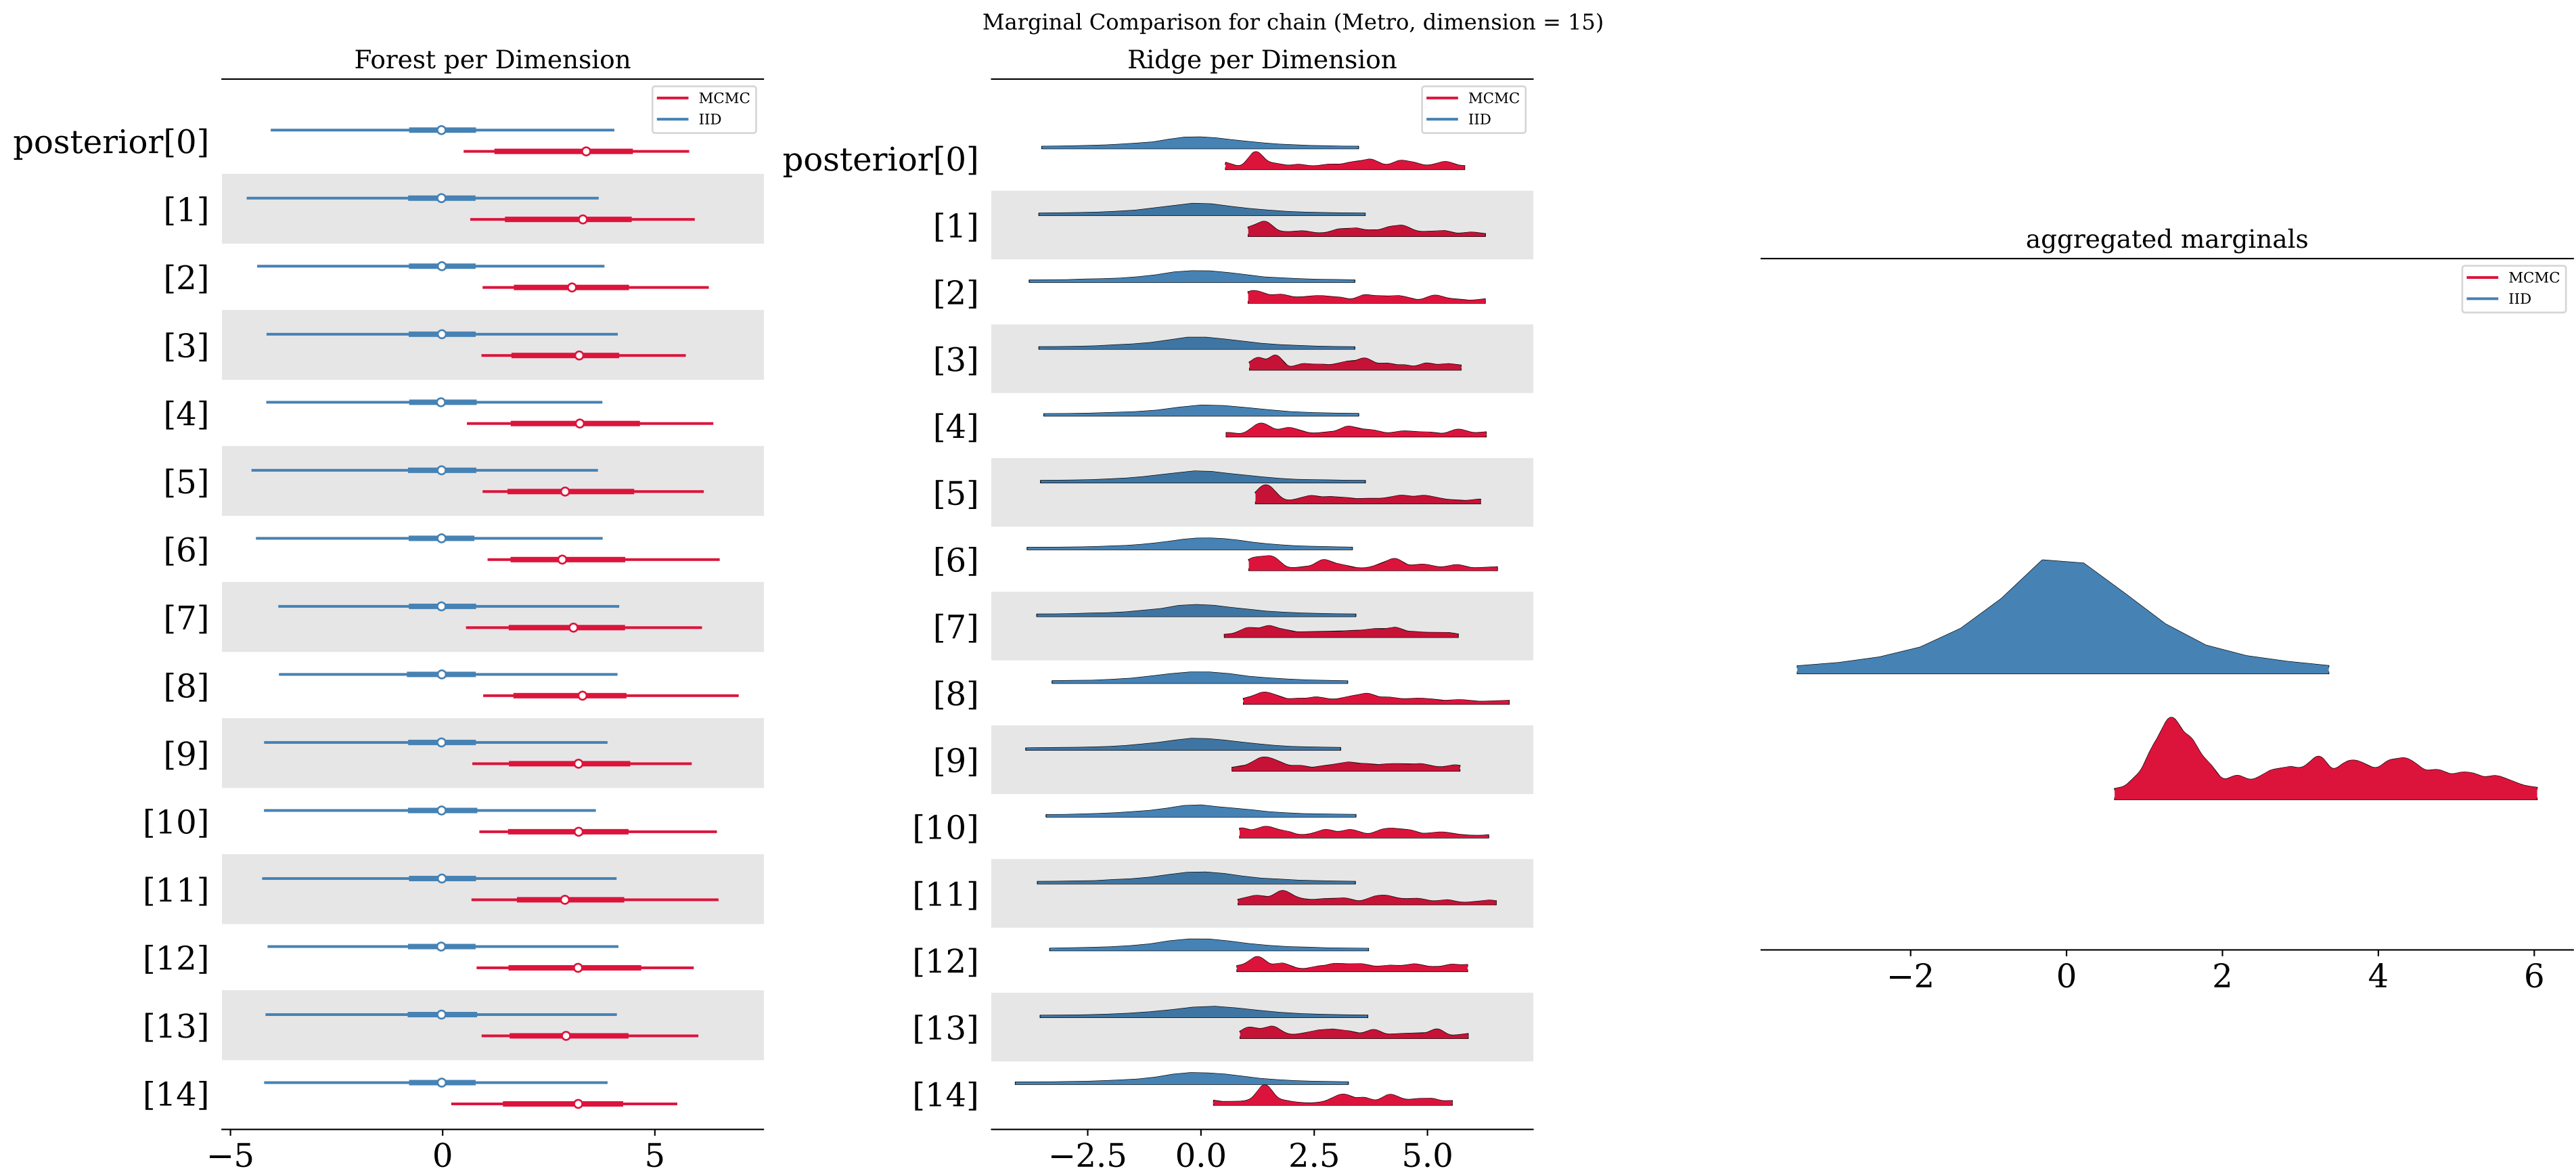 Marginal Comparison for chain (Metro, dimension = 15)
Forest per Dimension
MCMC
IID
posterior[0]
[1]
[2]
[3]
[4]
[5]
[6]
[7]
[8]
[9]
[10]
[11]
[12]
[13]
[14]
−5 0 5
Ridge per Dimension
MCMC
IID
posterior[0]
[1]
[2]
[3]
[4]
[5]
[6]
[7]
[8]
[9]
[10]
[11]
[12]
[13]
[14]
−2.5 0.0 2.5 5.0
aggregated marginals
MCMC
IID
−2 0 2 4 6